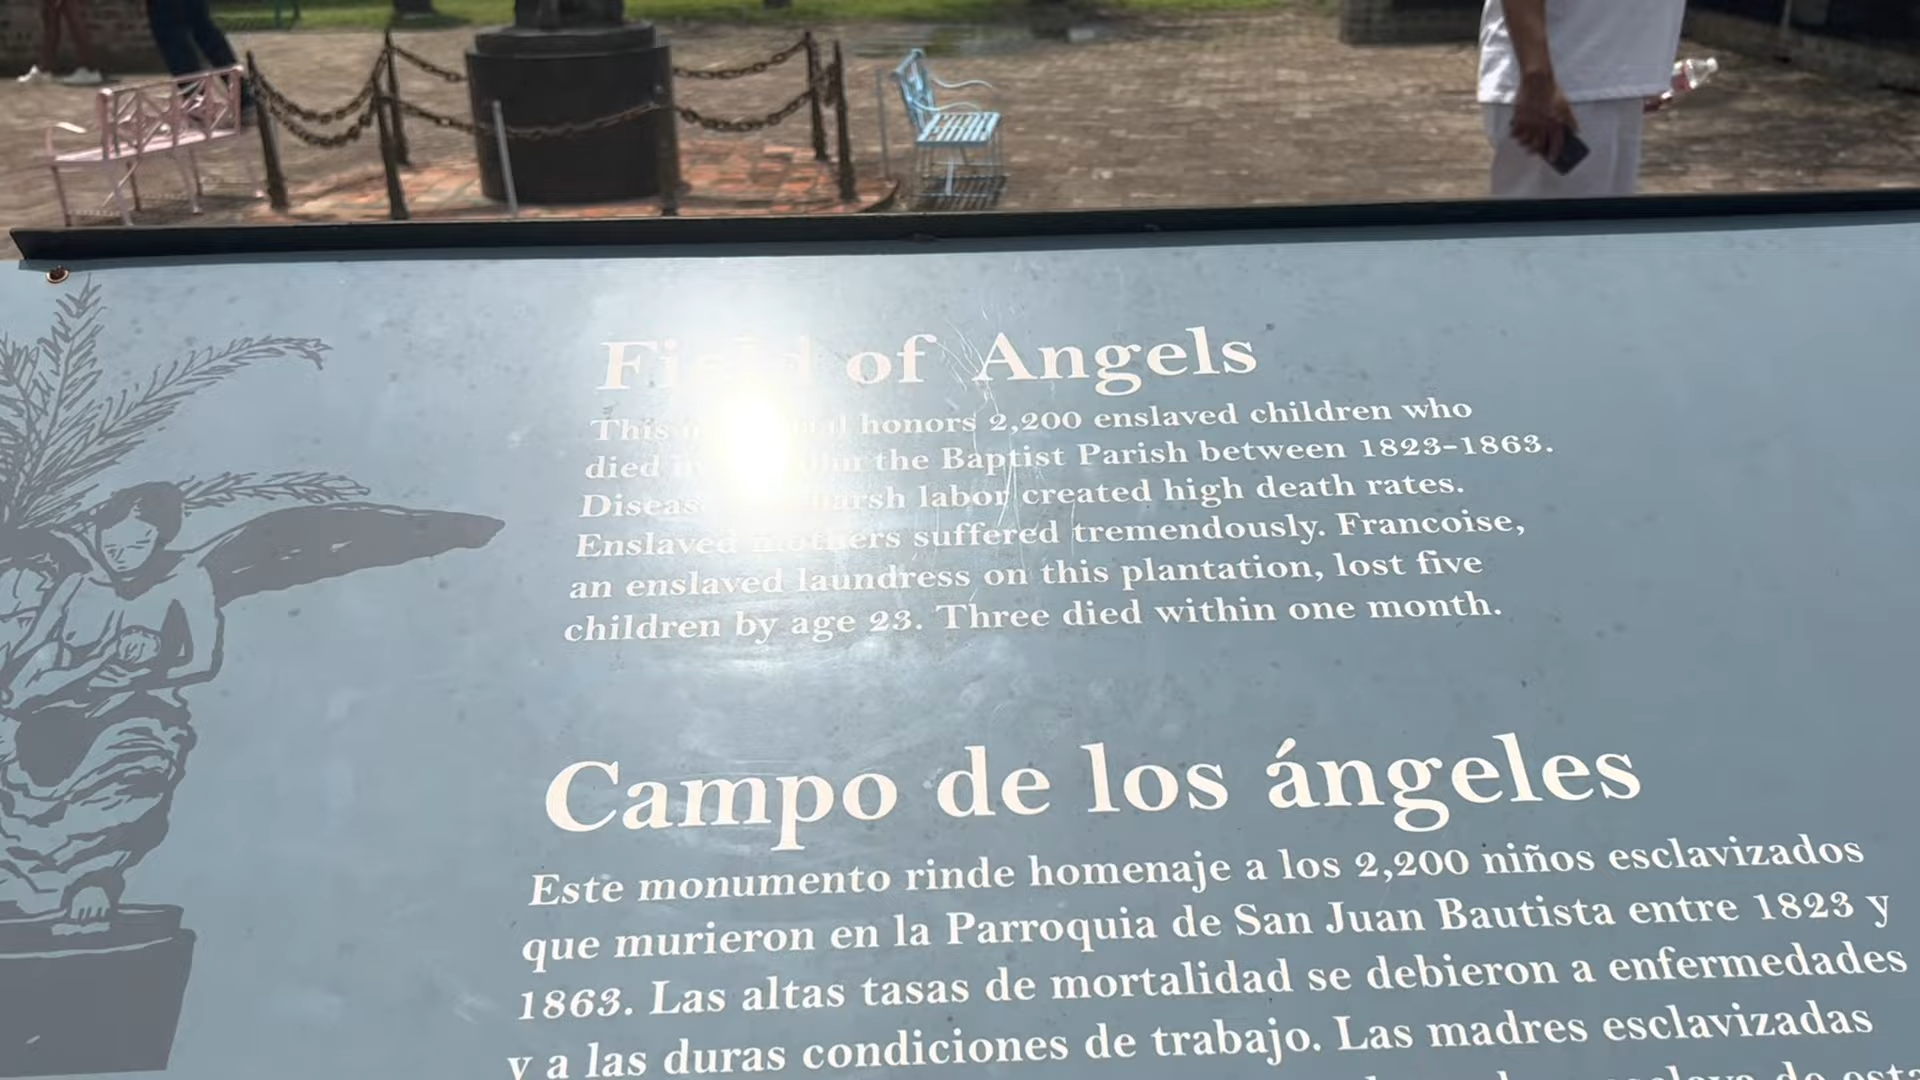 Field of Angels
This honors 2,200 enslaved children who
died in the Baptist Parish between 1823-1863.
harsh labor created high death rates.
Enslaved mothers suffered tremendously. Francoise,
an enslaved laundress on this plantation, lost five
children by age 23. Three died within one month.
Campo de los ángeles
Este monumento rinde homenaje a los 2,200 niños esclavizados
que murieron en la Parroquia de San Juan Bautista entre 1823 y
1863. Las altas tasas de mortalidad se debieron a enfermedades
y a las duras condiciones de trabajo. Las madres esclavizadas